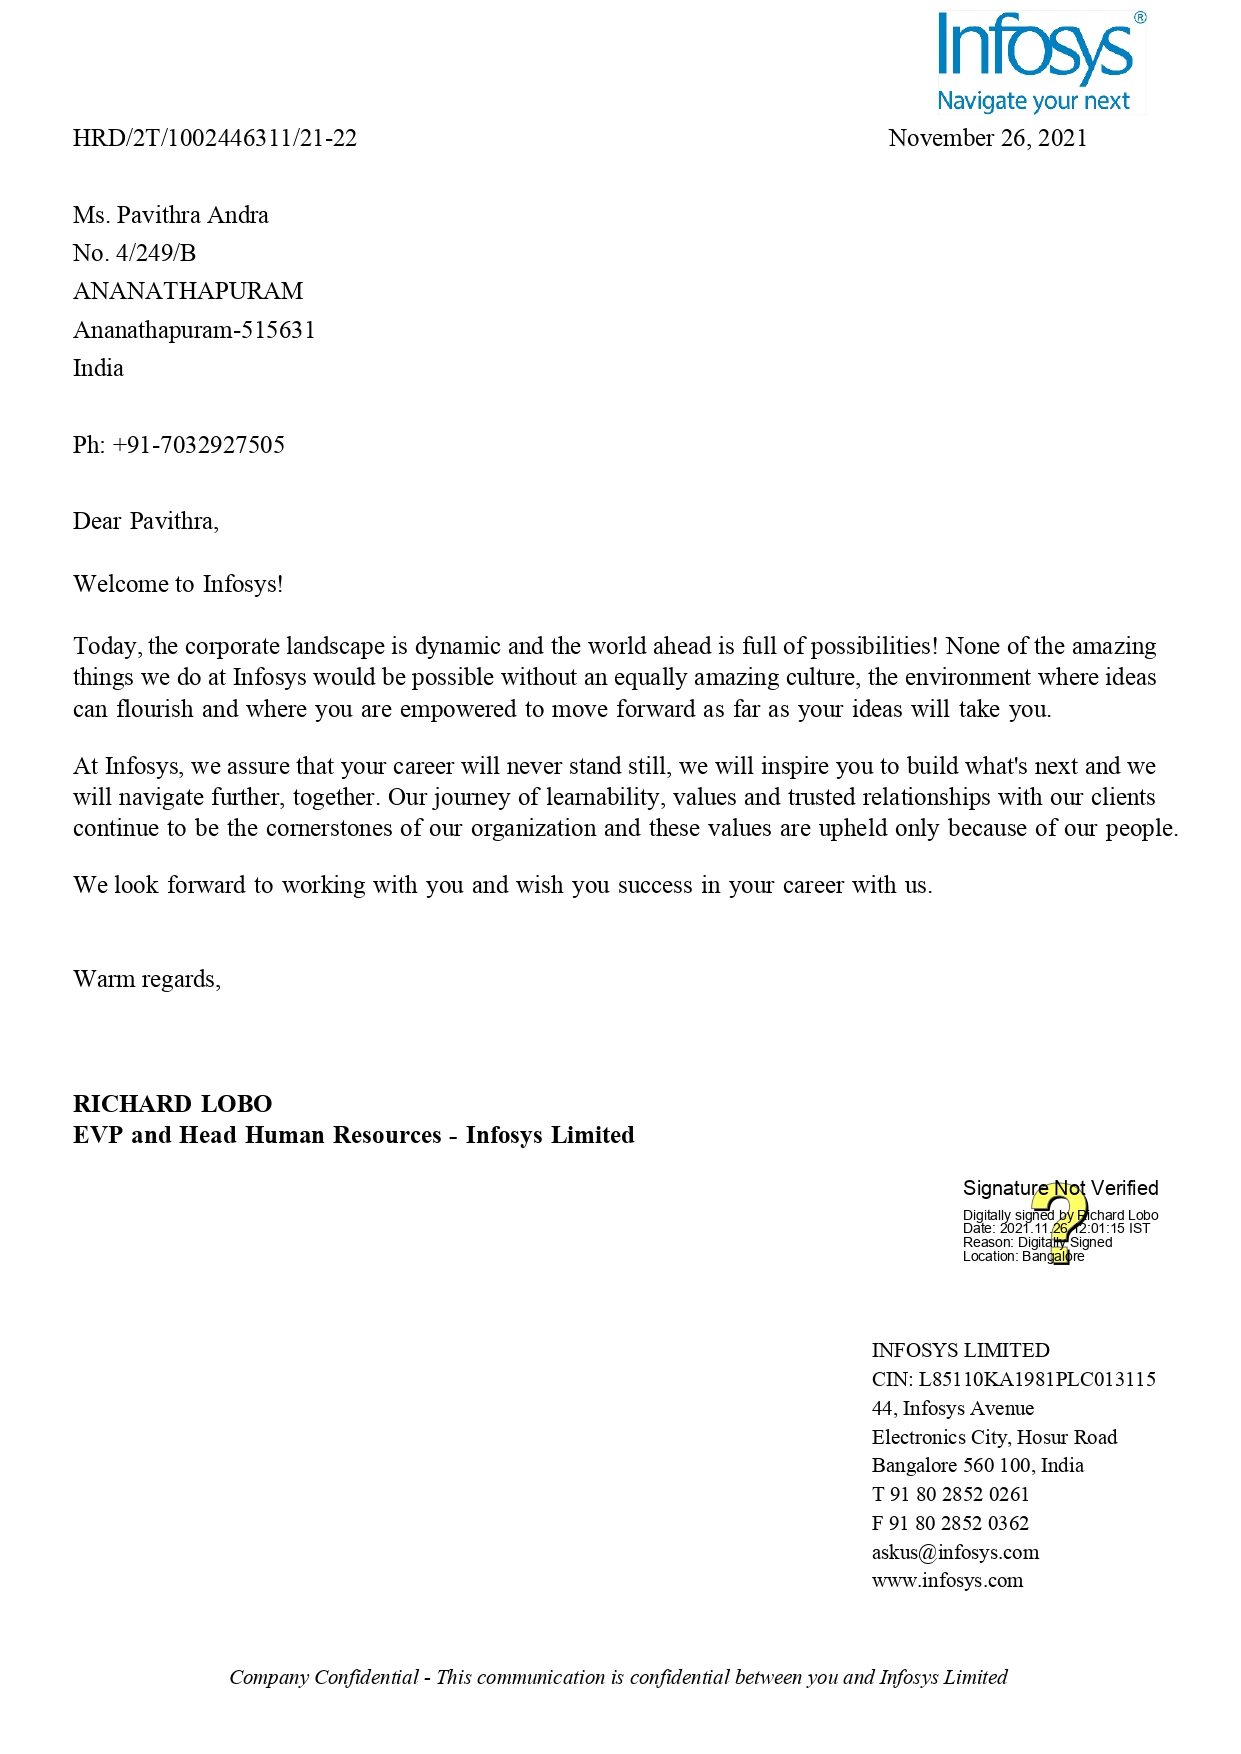 Infosys®
Navigate your next
HRD/2T/1002446311/21-22 November 26, 2021
Ms. Pavithra Andra
No. 4/249/B
ANANATHAPURAM
Ananathapuram-515631
India
Ph: +91-7032927505
Dear Pavithra,
Welcome to Infosys!
Today, the corporate landscape is dynamic and the world ahead is full of possibilities! None of the amazing
things we do at Infosys would be possible without an equally amazing culture, the environment where ideas
can flourish and where you are empowered to move forward as far as your ideas will take you.
At Infosys, we assure that your career will never stand still, we will inspire you to build what's next and we
will navigate further, together. Our journey of learnability, values and trusted relationships with our clients
continue to be the cornerstones of our organization and these values are upheld only because of our people.
We look forward to working with you and wish you success in your career with us.
Warm regards,
RICHARD LOBO
EVP and Head Human Resources - Infosys Limited
Signature Not Verified
Digitally signed by Richard Lobo
Date: 2021.11.26 12:01:15 IST
Reason: Digitally Signed
Location: Bangalore
INFOSYS LIMITED
CIN: L85110KA1981PLC013115
44, Infosys Avenue
Electronics City, Hosur Road
Bangalore 560 100, India
T 91 80 2852 0261
F 91 80 2852 0362
askus@infosys.com
www.infosys.com
Company Confidential - This communication is confidential between you and Infosys Limited